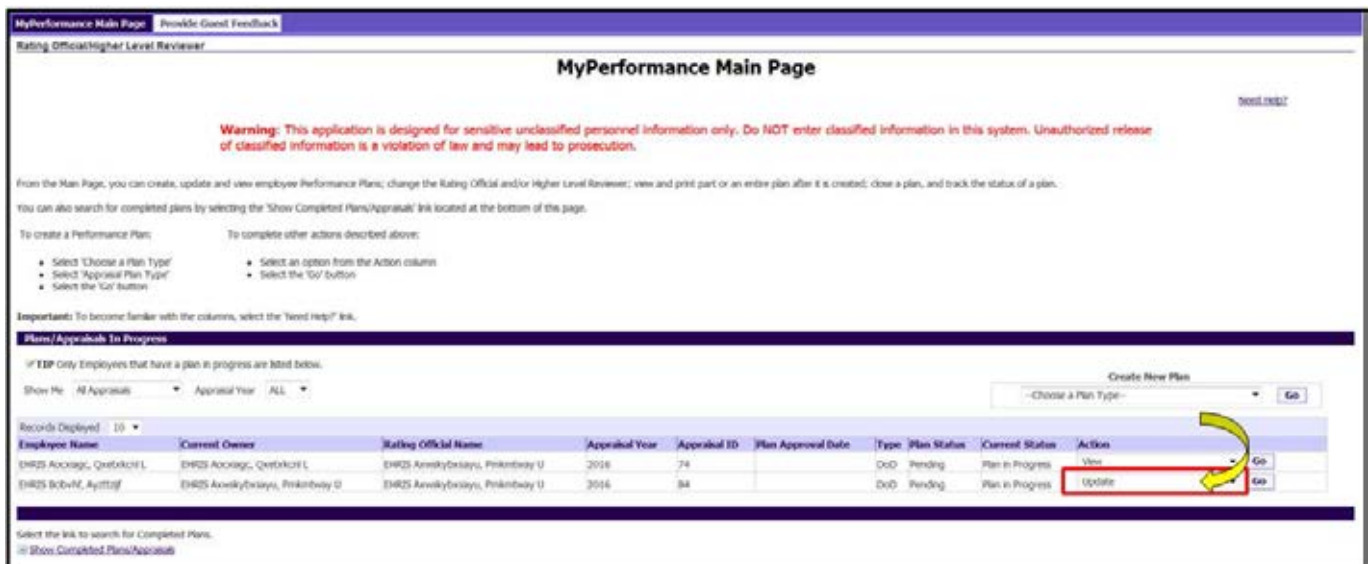 MyPerformance Main Page Provide Guest Feedback
Rating Official/Higher Level Reviewer
MyPerformance Main Page
Need Help?
Warning: This application is designed for sensitive unclassified personnel information only. Do NOT enter classified information in this system. Unauthorized release
of classified information is a violation of law and may lead to prosecution.
From the Main Page, you can create, update and view employee Performance Plans; change the Rating Official and/or Higher Level Reviewer; view and print part or an entire plan after it is created; close a plan, and track the status of a plan.
You can also search for completed plans by selecting the 'Show Completed Plans/Appraisals' link located at the bottom of this page.
To create a Performance Plan: To complete other actions described above:
• Select 'Choose a Plan Type' • Select an option from the Action column
• Select 'Appraisal Plan Type' • Select the 'Go' button
• Select the 'Go' button
Important: To become familiar with the columns, select the 'Need Help?' link.
Plans/Appraisals In Progress
TIP Only Employees that have a plan in progress are listed below.
Create New Plan
Show Me All Appraisals Appraisal Year ALL --Choose a Plan Type-- Go
Records Displayed 10
Employee Name Current Owner Rating Official Name Appraisal Year Appraisal ID Plan Approval Date Type Plan Status Current Status Action
EHRIS EHRIS EHRIS 2016 74 DoD Pending Plan in Progress View Go
EHRIS EHRIS EHRIS 2016 84 DoD Pending Plan in Progress Update Go
Select the link to search for Completed Plans.
Show Completed Plans/Appraisals